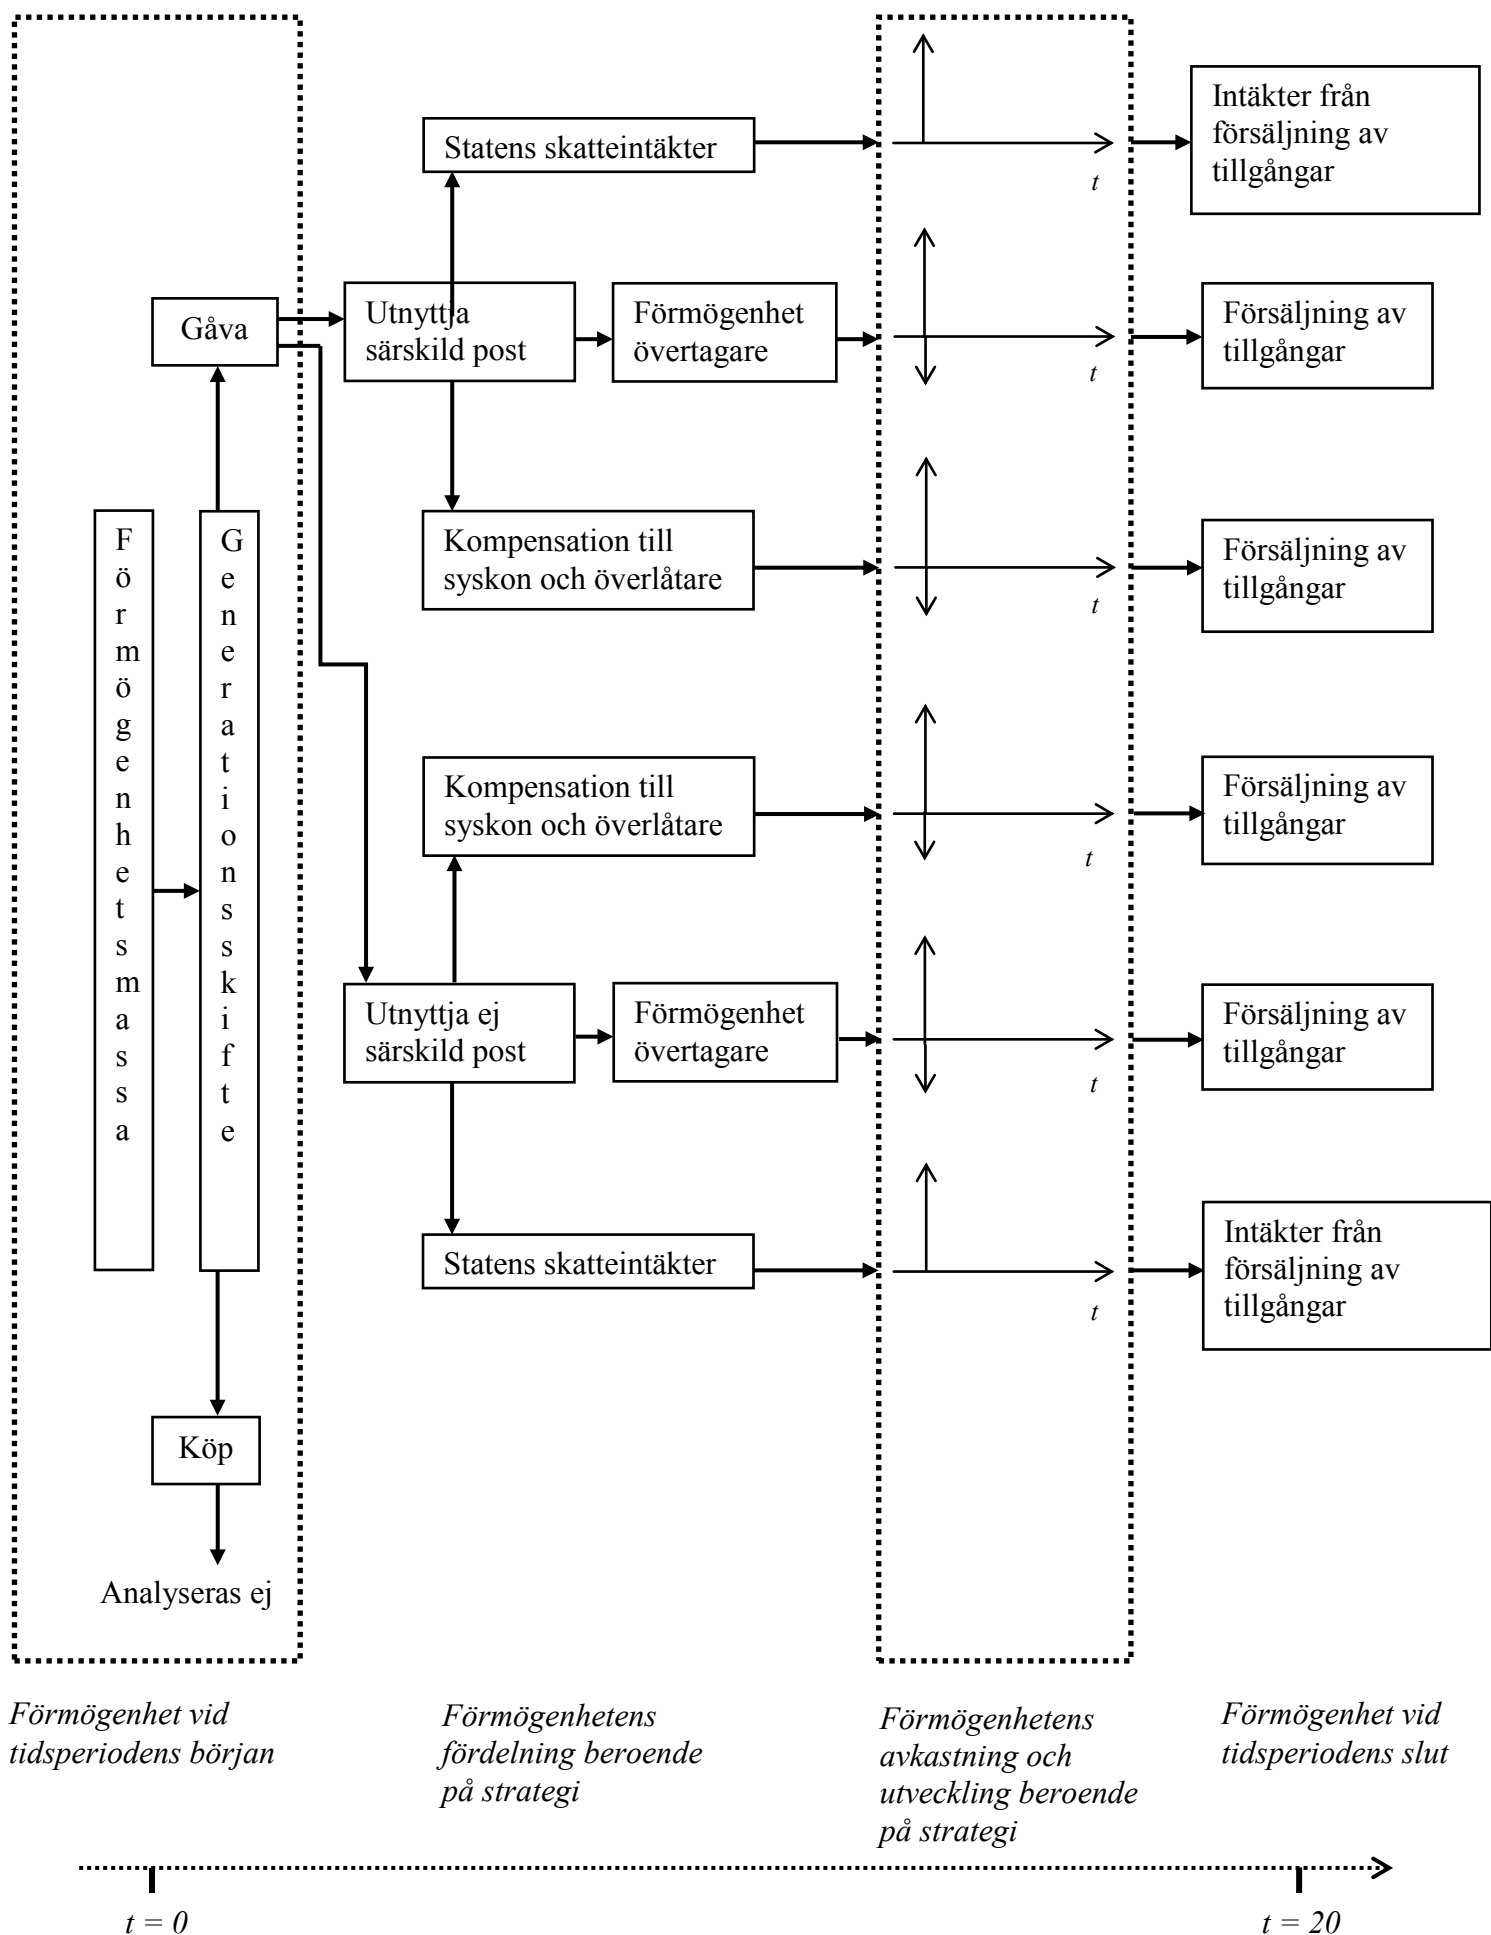 Intäkter från
försäljning av
tillgångar
Statens skatteintäkter
t
Gåva
Utnyttja
särskild post
Förmögenhet
övertagare
t
Försäljning av
tillgångar
Förmögenhetsmassa
Generationsskifte
Kompensation till
syskon och överlåtare
t
Försäljning av
tillgångar
Kompensation till
syskon och överlåtare
t
Försäljning av
tillgångar
Utnyttja ej
särskild post
Förmögenhet
övertagare
t
Försäljning av
tillgångar
Statens skatteintäkter
t
Intäkter från
försäljning av
tillgångar
Köp
Analyseras ej
Förmögenhet vid
tidsperiodens början
Förmögenhetens
fördelning beroende
på strategi
Förmögenhetens
avkastning och
utveckling beroende
på strategi
Förmögenhet vid
tidsperiodens slut
t = 0
t = 20